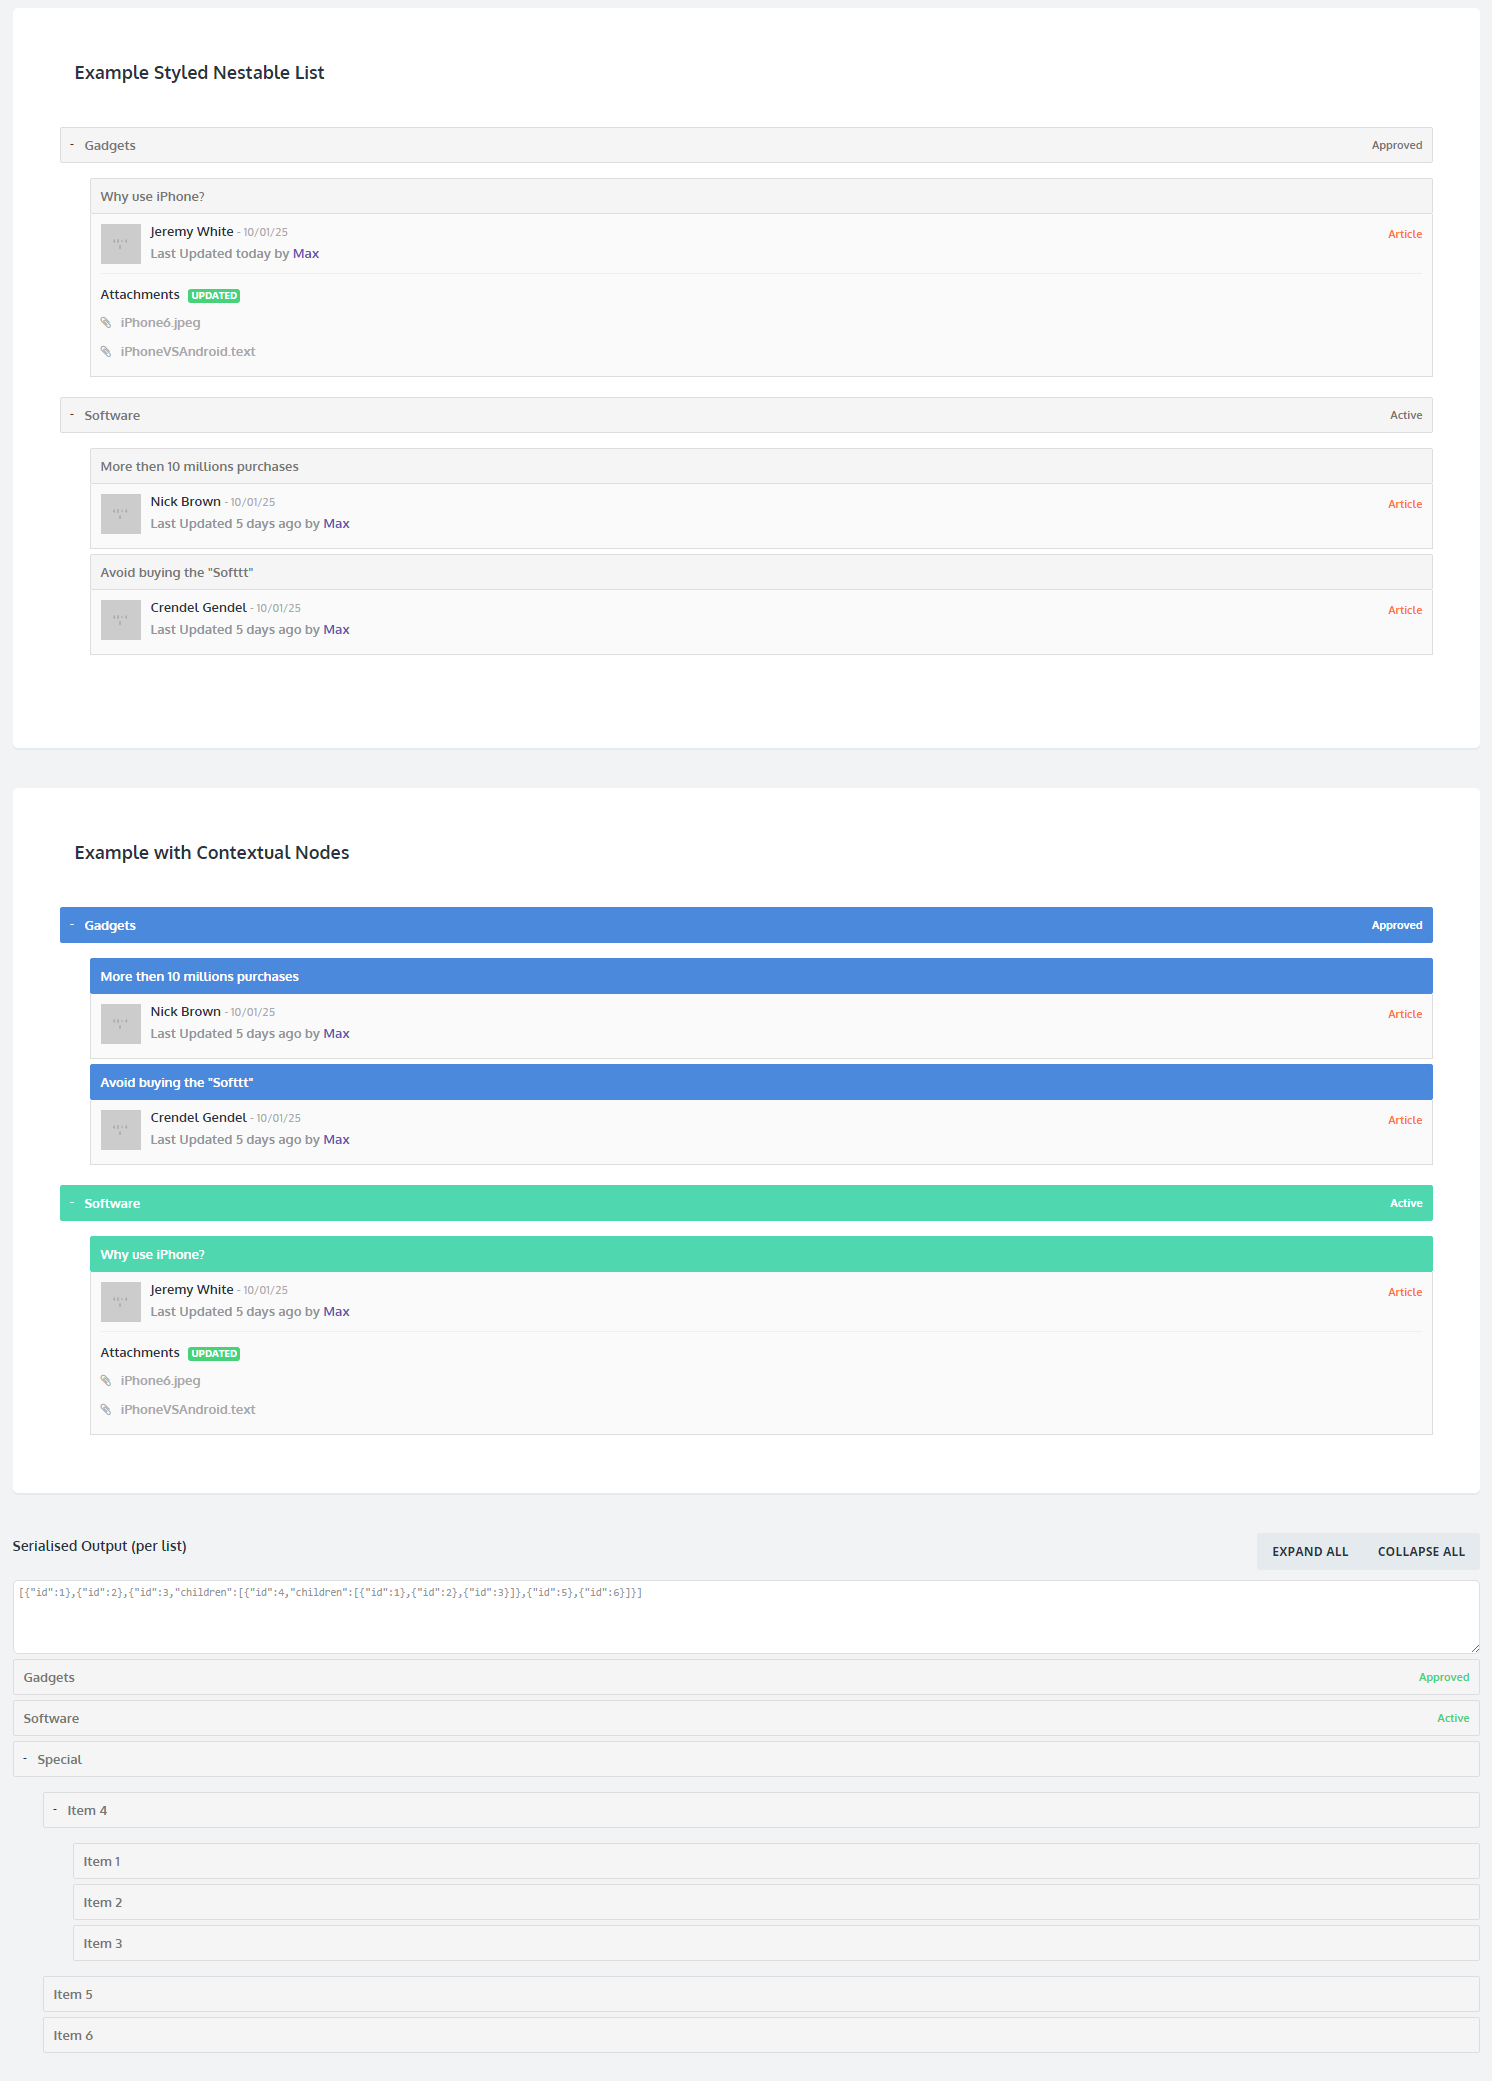 Example Styled Nestable List
- Gadgets Approved
Why use iPhone?
Jeremy White - 10/01/25 Article
Last Updated today by Max
Attachments UPDATED
iPhone6.jpeg
iPhoneVSAndroid.text
- Software Active
More then 10 millions purchases
Nick Brown - 10/01/25 Article
Last Updated 5 days ago by Max
Avoid buying the "Softtt"
Crendel Gendel - 10/01/25 Article
Last Updated 5 days ago by Max
Example with Contextual Nodes
- Gadgets Approved
More then 10 millions purchases
Nick Brown - 10/01/25 Article
Last Updated 5 days ago by Max
Avoid buying the "Softtt"
Crendel Gendel - 10/01/25 Article
Last Updated 5 days ago by Max
- Software Active
Why use iPhone?
Jeremy White - 10/01/25 Article
Last Updated 5 days ago by Max
Attachments UPDATED
iPhone6.jpeg
iPhoneVSAndroid.text
Serialised Output (per list) EXPAND ALL COLLAPSE ALL
[{"id":1},{"id":2},{"id":3,"children":[{"id":4,"children":[{"id":1},{"id":2},{"id":3}]},{"id":5},{"id":6}]}]
Gadgets Approved
Software Active
- Special
- Item 4
Item 1
Item 2
Item 3
Item 5
Item 6